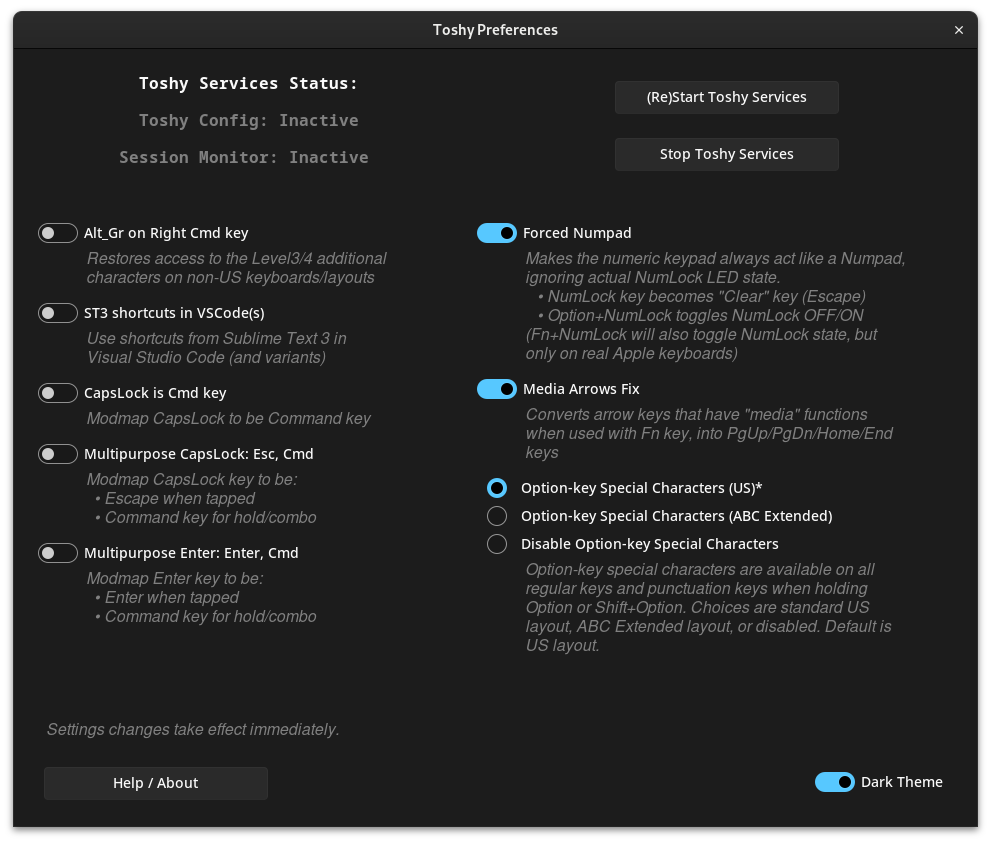 Toshy Preferences
×
Toshy Services Status:
Toshy Config: Inactive
Session Monitor: Inactive
(Re)Start Toshy Services
Stop Toshy Services
Alt_Gr on Right Cmd key
Restores access to the Level3/4 additional
characters on non-US keyboards/layouts
ST3 shortcuts in VSCode(s)
Use shortcuts from Sublime Text 3 in
Visual Studio Code (and variants)
CapsLock is Cmd key
Modmap CapsLock to be Command key
Multipurpose CapsLock: Esc, Cmd
Modmap CapsLock key to be:
• Escape when tapped
• Command key for hold/combo
Multipurpose Enter: Enter, Cmd
Modmap Enter key to be:
• Enter when tapped
• Command key for hold/combo
Forced Numpad
Makes the numeric keypad always act like a Numpad,
ignoring actual NumLock LED state.
• NumLock key becomes "Clear" key (Escape)
• Option+NumLock toggles NumLock OFF/ON
(Fn+NumLock will also toggle NumLock state, but
only on real Apple keyboards)
Media Arrows Fix
Converts arrow keys that have "media" functions
when used with Fn key, into PgUp/PgDn/Home/End
keys
Option-key Special Characters (US)*
Option-key Special Characters (ABC Extended)
Disable Option-key Special Characters
Option-key special characters are available on all
regular keys and punctuation keys when holding
Option or Shift+Option. Choices are standard US
layout, ABC Extended layout, or disabled. Default is
US layout.
Settings changes take effect immediately.
Help / About
Dark Theme